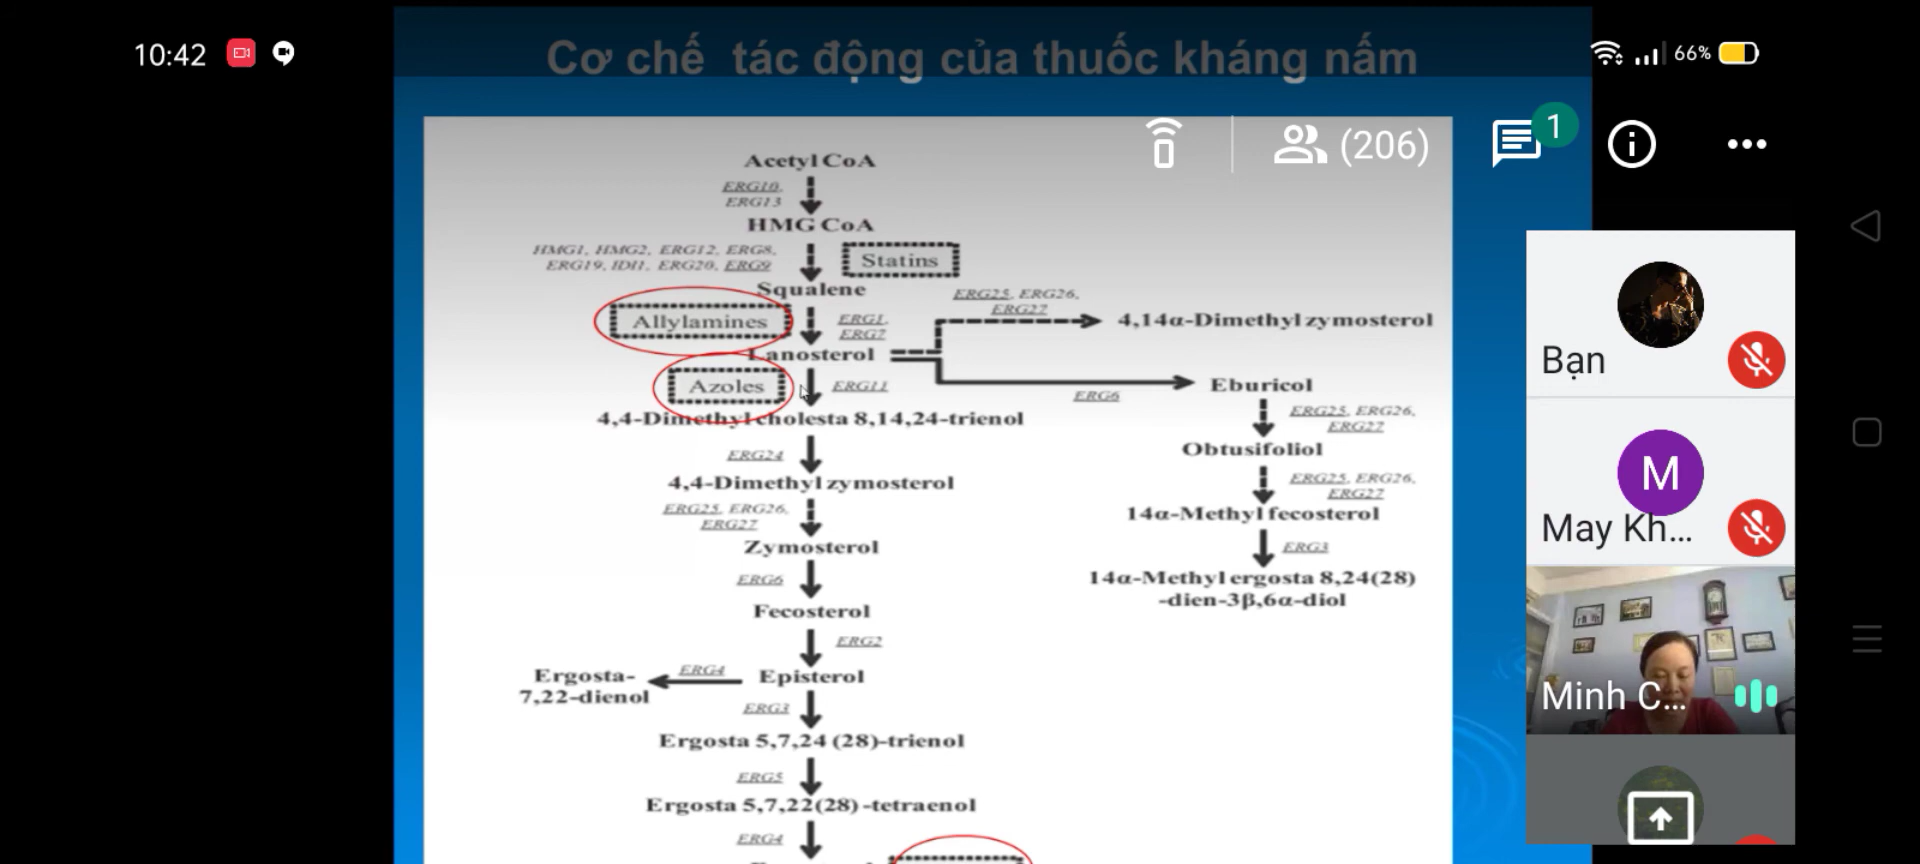 10:42
66%
Cơ chế tác động của thuốc kháng nấm
(206)
1
Acetyl CoA
ERG10,
ERG13
HMG CoA
HMG1, HMG2, ERG12, ERG8,
ERG19, IDI1, ERG20, ERG9
Statins
Squalene
Allylamines
ERG1,
ERG7
ERG25, ERG26,
ERG27
4,14α-Dimethyl zymosterol
Lanosterol
Azoles
ERG11
ERG6
Eburicol
4,4-Dimethyl cholesta 8,14,24-trienol
ERG25, ERG26,
ERG27
ERG24
Obtusifoliol
4,4-Dimethyl zymosterol
ERG25, ERG26,
ERG27
ERG25, ERG26,
ERG27
14α-Methyl fecosterol
Zymosterol
ERG3
ERG6
14α-Methyl ergosta 8,24(28)
-dien-3β,6α-diol
Fecosterol
ERG2
Ergosta-
7,22-dienol
ERG4
Episterol
ERG3
Ergosta 5,7,24 (28)-trienol
ERG5
Ergosta 5,7,22(28) -tetraenol
ERG4
Bạn
M
May Kh...
Minh C...